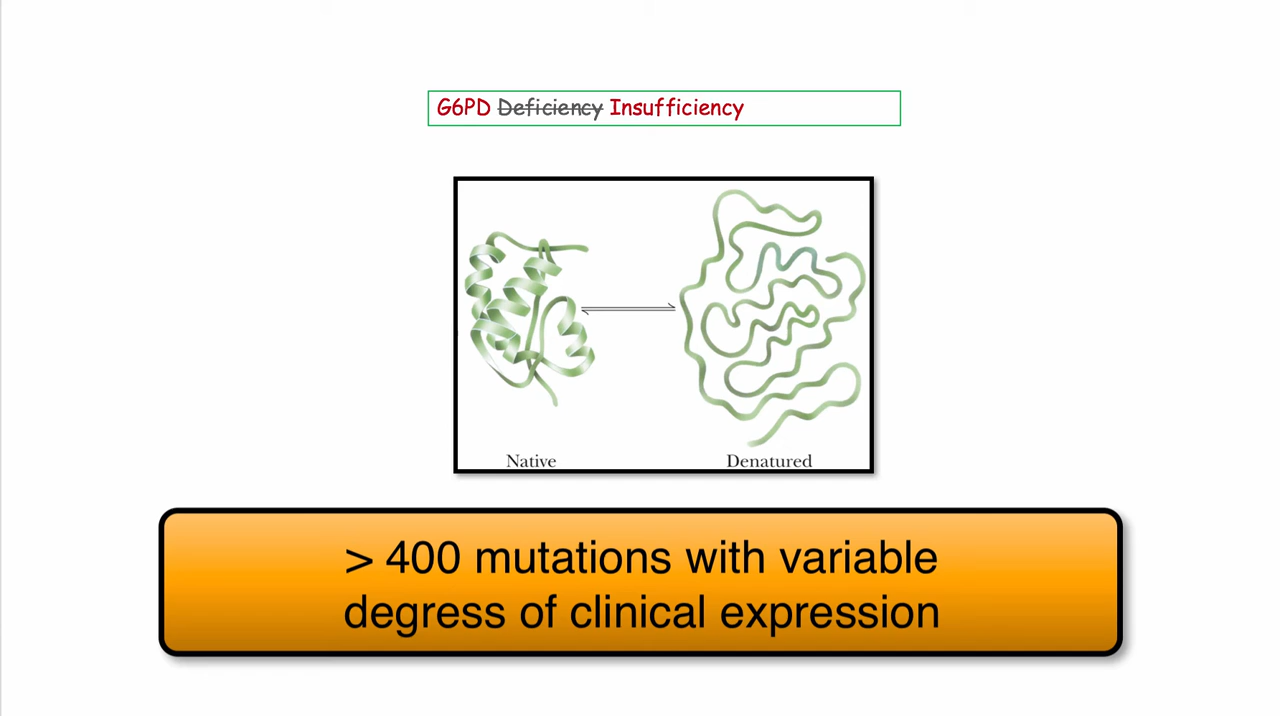 G6PD Deficiency Insufficiency
Native Denatured
> 400 mutations with variable
degress of clinical expression